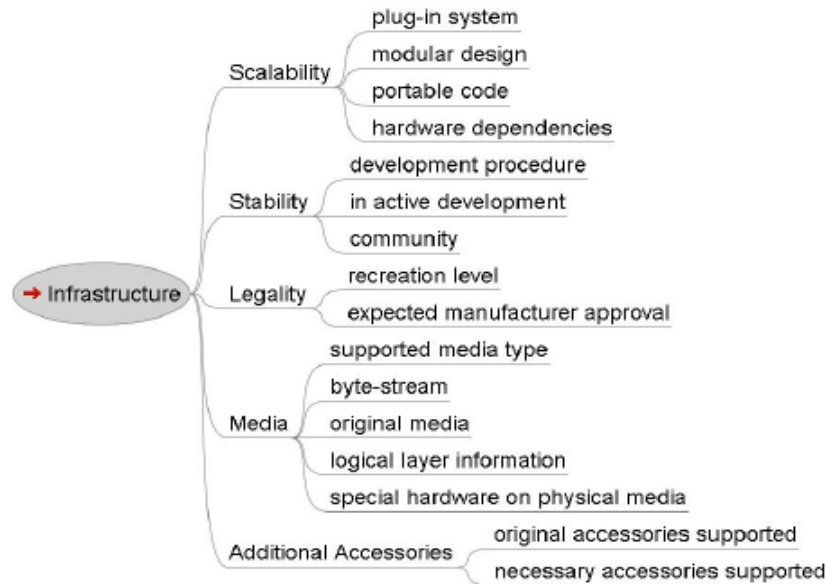 Infrastructure
Scalability
plug-in system
modular design
portable code
hardware dependencies
Stability
development procedure
in active development
community
Legality
recreation level
expected manufacturer approval
Media
supported media type
byte-stream
original media
logical layer information
special hardware on physical media
Additional Accessories
original accessories supported
necessary accessories supported